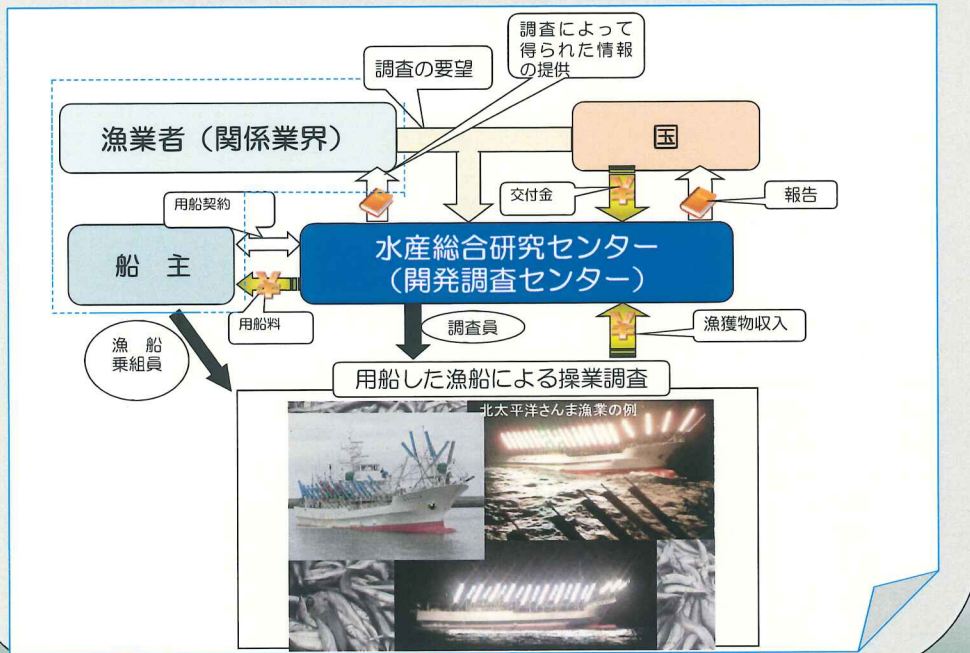 調査によって
得られた情報
の提供
調査の要望
漁業者（関係業界）
国
交付金
報告
用船契約
水産総合研究センター
（開発調査センター）
船　主
用船料
調査員
漁獲物収入
漁　船
乗組員
用船した漁船による操業調査
北太平洋さんま漁業の例
¥
¥
¥